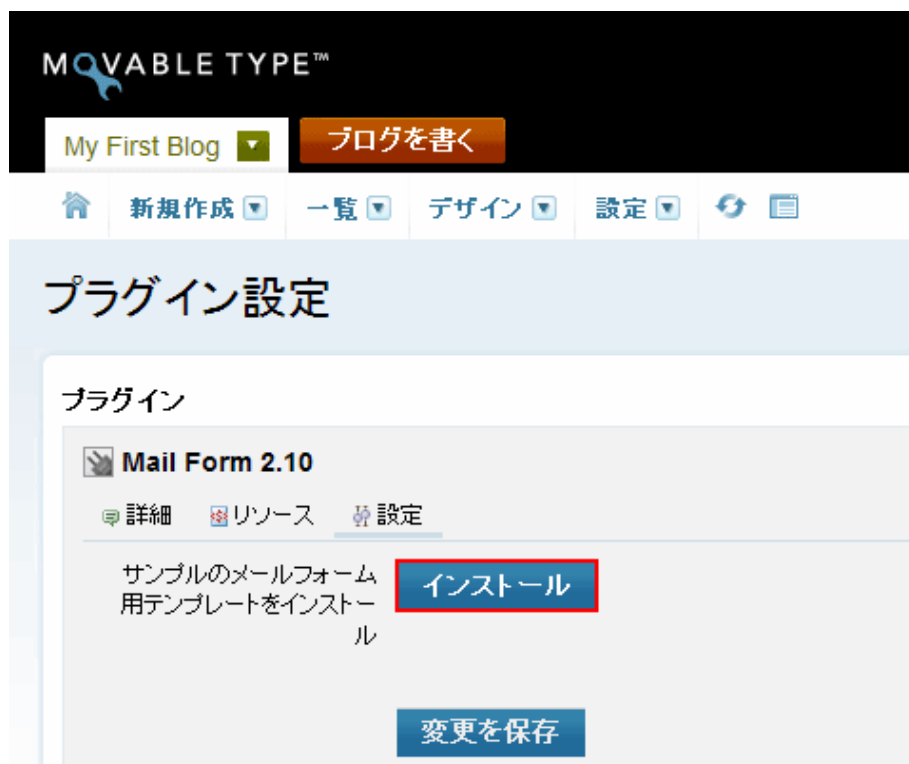 MOVABLE TYPE™
My First Blog ブログを書く
新規作成 一覧 デザイン 設定
プラグイン設定
プラグイン
Mail Form 2.10
詳細 リソース 設定
サンプルのメールフォーム
用テンプレートをインストー
ル
インストール
変更を保存